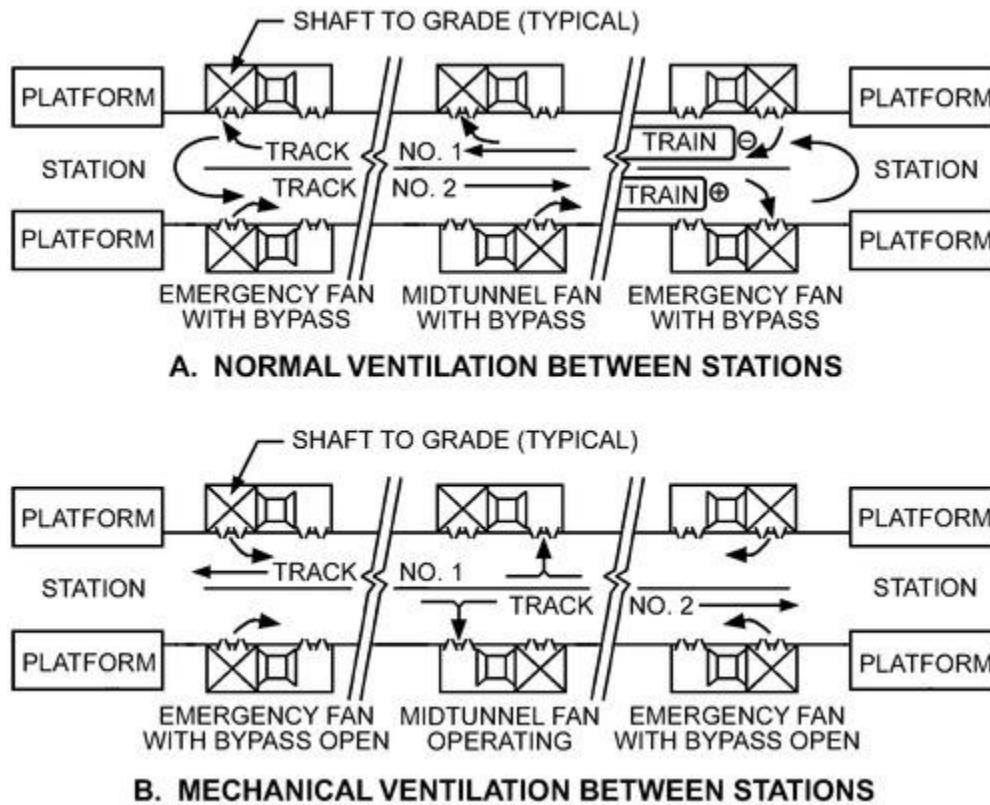 SHAFT TO GRADE (TYPICAL)
PLATFORM
PLATFORM
TRACK NO. 1
TRAIN ⊖
STATION
STATION
TRACK NO. 2
TRAIN ⊕
PLATFORM
PLATFORM
EMERGENCY FAN
WITH BYPASS
MIDTUNNEL FAN
WITH BYPASS
EMERGENCY FAN
WITH BYPASS
A. NORMAL VENTILATION BETWEEN STATIONS
SHAFT TO GRADE (TYPICAL)
PLATFORM
PLATFORM
TRACK NO. 1
STATION
STATION
TRACK NO. 2
PLATFORM
PLATFORM
EMERGENCY FAN
WITH BYPASS OPEN
MIDTUNNEL FAN
OPERATING
EMERGENCY FAN
WITH BYPASS OPEN
B. MECHANICAL VENTILATION BETWEEN STATIONS